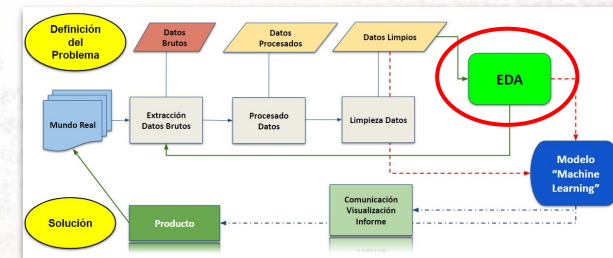 Definición
del
Problema
Datos
Brutos
Datos
Procesados
Datos Limpios
EDA
Mundo Real
Extracción
Datos Brutos
Procesado
Datos
Limpieza Datos
Modelo
“Machine
Learning”
Solución
Producto
Comunicación
Visualización
Informe